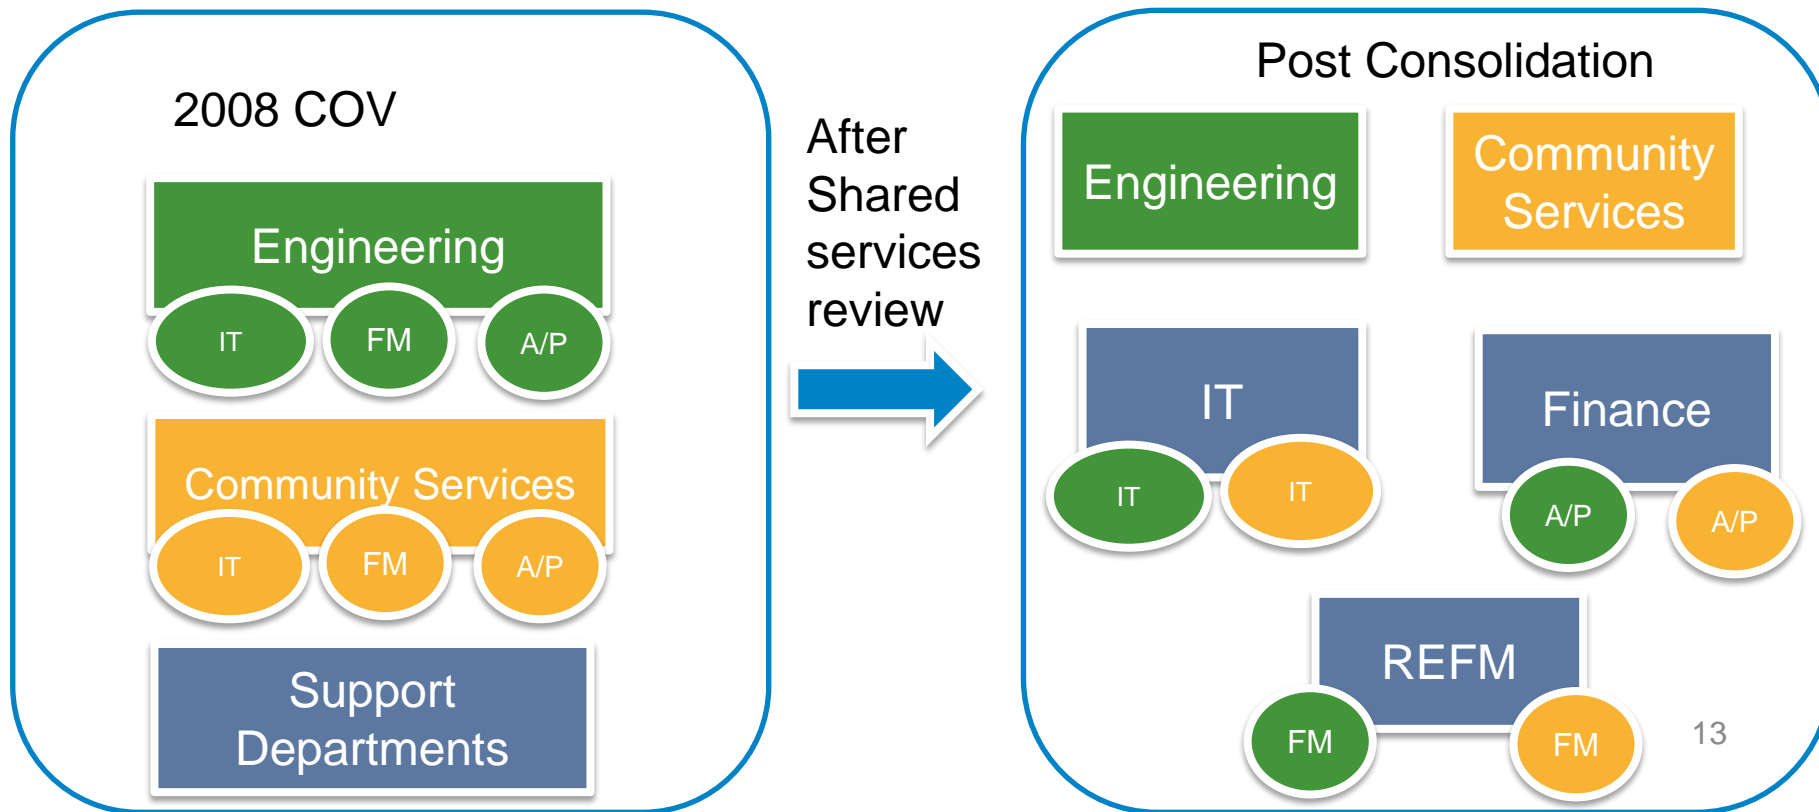 2008 COV
Engineering
IT
FM
A/P
Community Services
IT
FM
A/P
Support
Departments
After
Shared
services
review
Post Consolidation
Engineering
Community
Services
IT
IT
IT
Finance
A/P
A/P
REFM
FM
FM
13